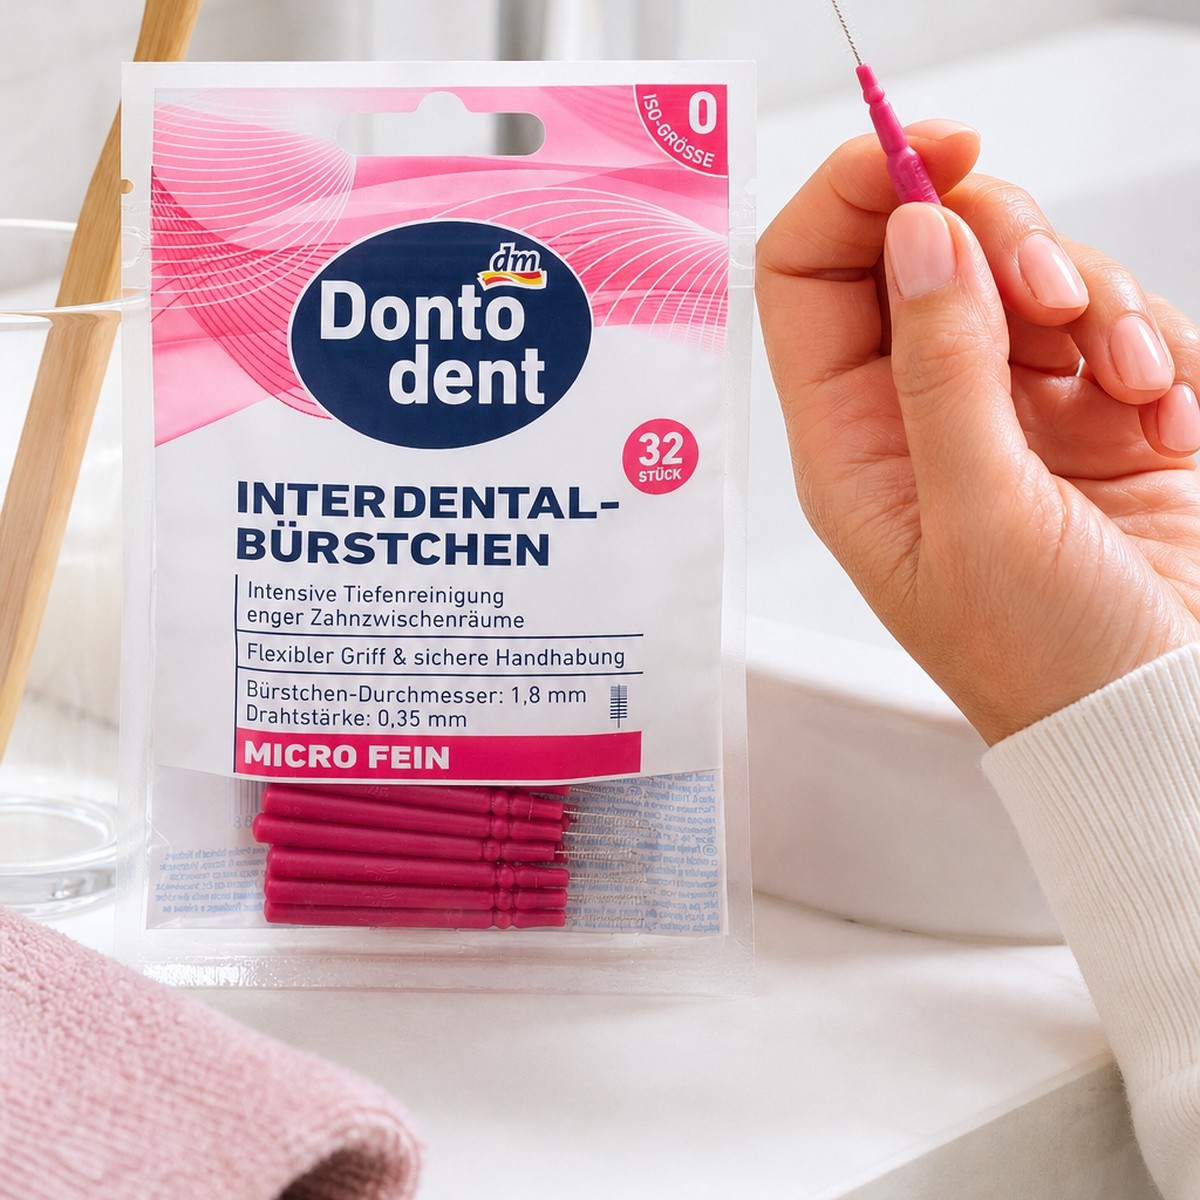 0
ISO-GRÖSSE
dm
Donto
dent
32
STÜCK
INTERDENTAL-
BÜRSTCHEN
Intensive Tiefenreinigung
enger Zahnzwischenräume
Flexibler Griff & sichere Handhabung
Bürstchen-Durchmesser: 1,8 mm
Drahtstärke: 0,35 mm
MICRO FEIN